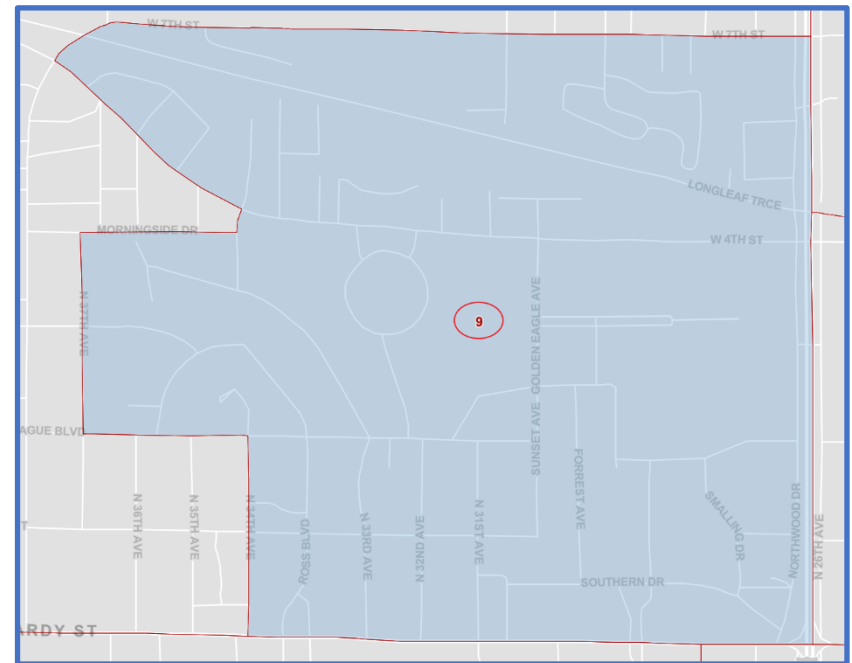 W 7TH ST
W 7TH ST
LONGLEAF TRCE
MORNINGSIDE DR
W 4TH ST
N 37TH AVE
GOLDEN EAGLE AVE
9
SUNSET AVE
AGUE BLVD
FORREST AVE
SMALLING DR
NORTHWOOD DR
N 26TH AVE
N 36TH AVE
N 35TH AVE
N 34TH AVE
ROSS BLVD
N 33RD AVE
N 32ND AVE
N 31ST AVE
T
SOUTHERN DR
ARDY ST